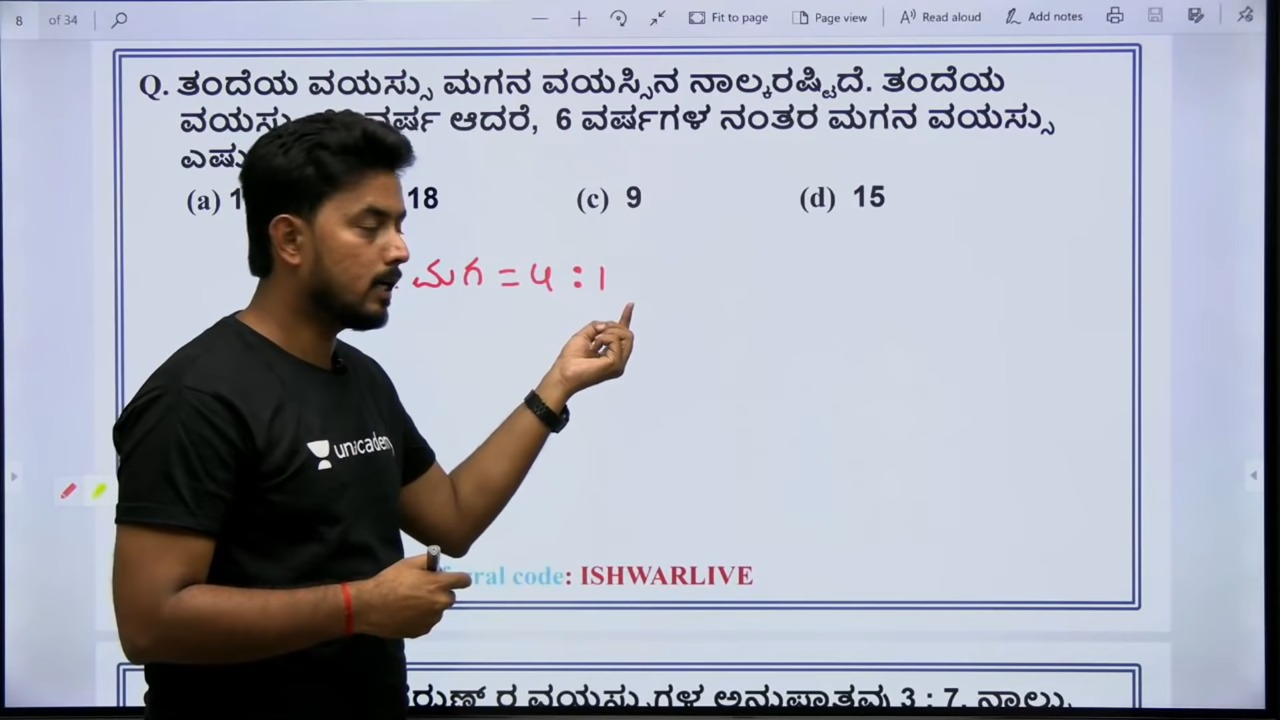 8 of 34 Fit to page Page view Read aloud Add notes
Q. ತಂದೆಯ ವಯಸ್ಸು ಮಗನ ವಯಸ್ಸಿನ ನಾಲ್ಕರಷ್ಟಿದೆ. ತಂದೆಯ
ವಯಸ್ಸು ವರ್ಷ ಆದರೆ, 6 ವರ್ಷಗಳ ನಂತರ ಮಗನ ವಯಸ್ಸು
(a) 18 (c) 9 (d) 15
ಮಗ = 4 : 1
unacademy
code: ISHWARLIVE
ರ ವಯಸ್ಸುಗಳ ಅನುಪಾತವು 3 : 7. ನಾಲ್ಕು